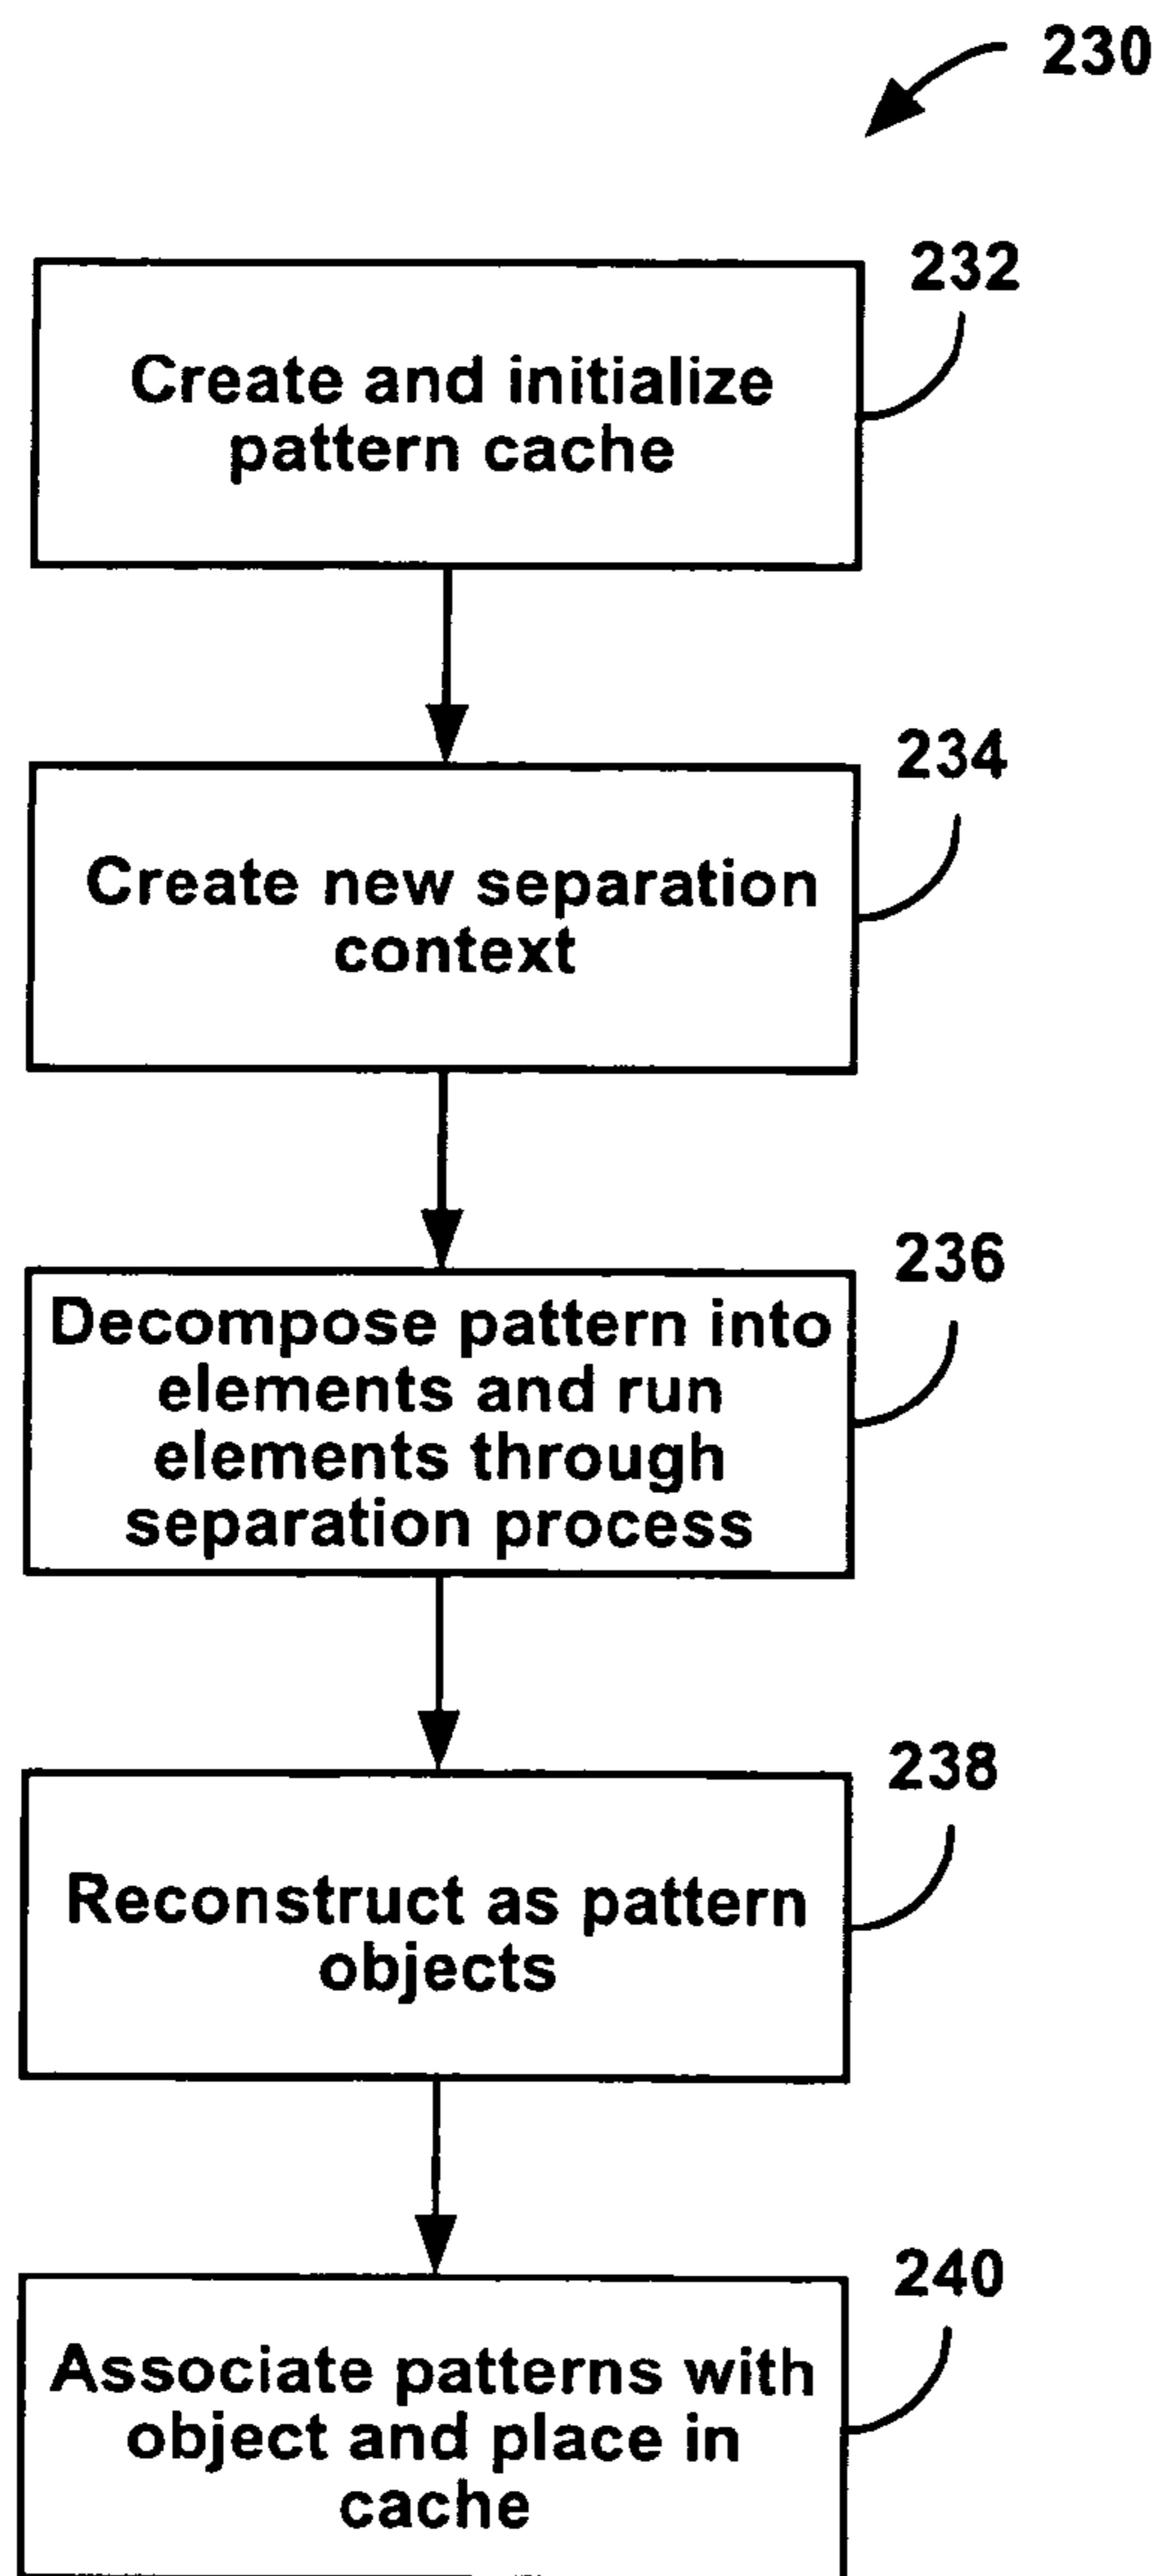 230
232
Create and initialize
pattern cache
234
Create new separation
context
236
Decompose pattern into
elements and run
elements through
separation process
238
Reconstruct as pattern
objects
240
Associate patterns with
object and place in
cache